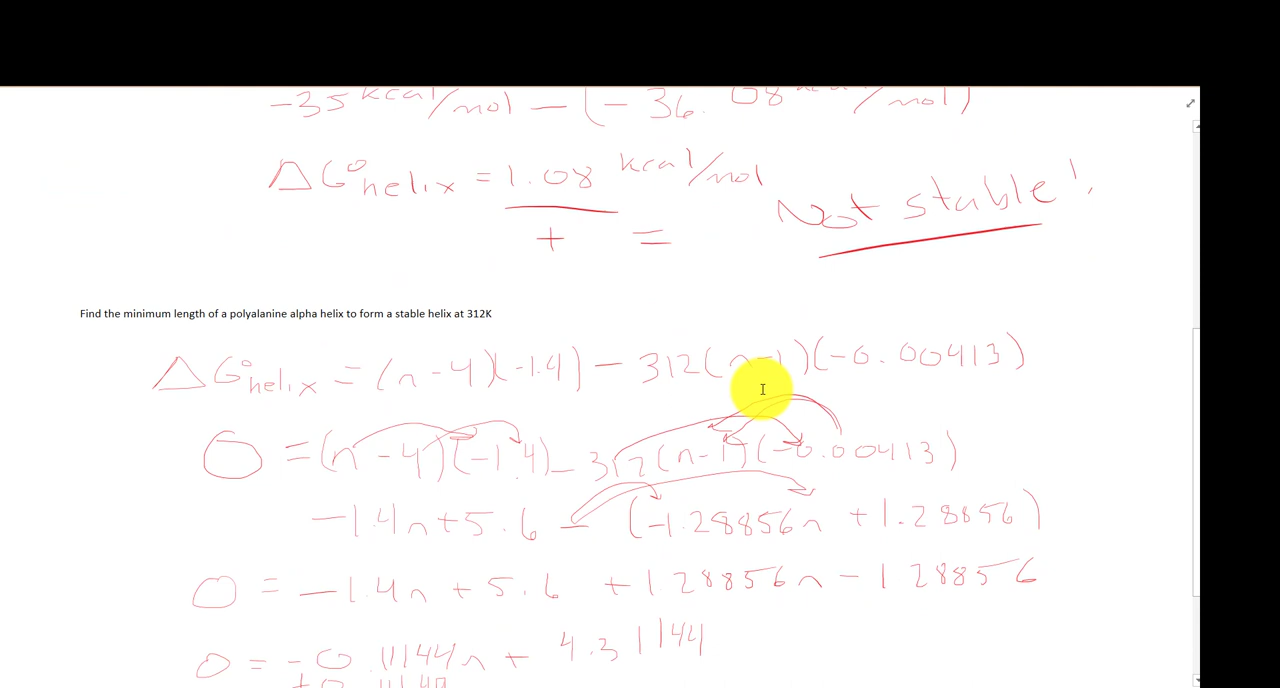 -35 kcal/mol - (-36.08 kcal/mol)
ΔG°helix = 1.08 kcal/mol
+ = Not stable!
Find the minimum length of a polyalanine alpha helix to form a stable helix at 312K
ΔG°helix = (n-4)(-1.4) - 312(n-1)(-0.00413)
0 = (n-4)(-1.4) - 312(n-1)(-0.00413)
-1.4n + 5.6 - (-1.28856n + 1.28856)
0 = -1.4n + 5.6 + 1.28856n - 1.28856
0 = -0.11144n + 4.31144